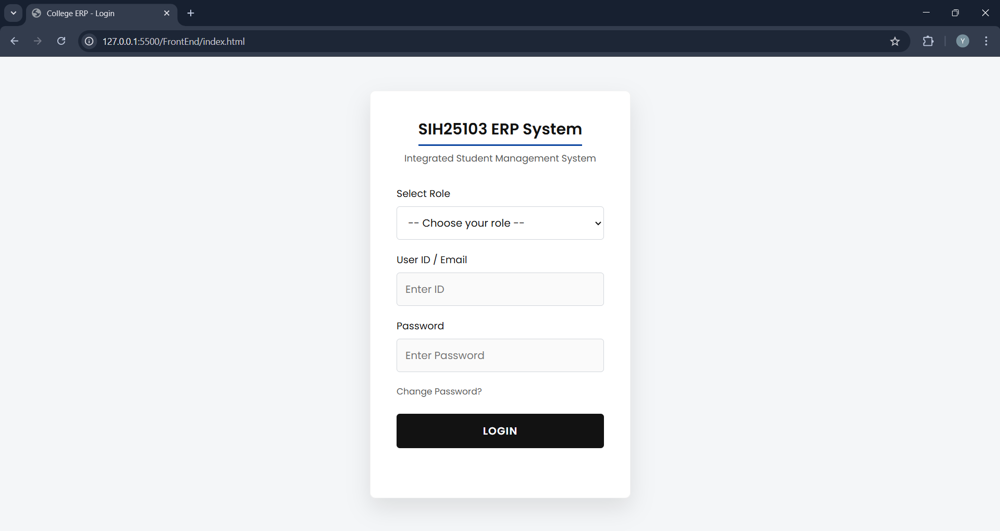 College ERP - Login
127.0.0.1:5500/FrontEnd/index.html
Y
SIH25103 ERP System
Integrated Student Management System
Select Role
-- Choose your role --
User ID / Email
Enter ID
Password
Enter Password
Change Password?
LOGIN